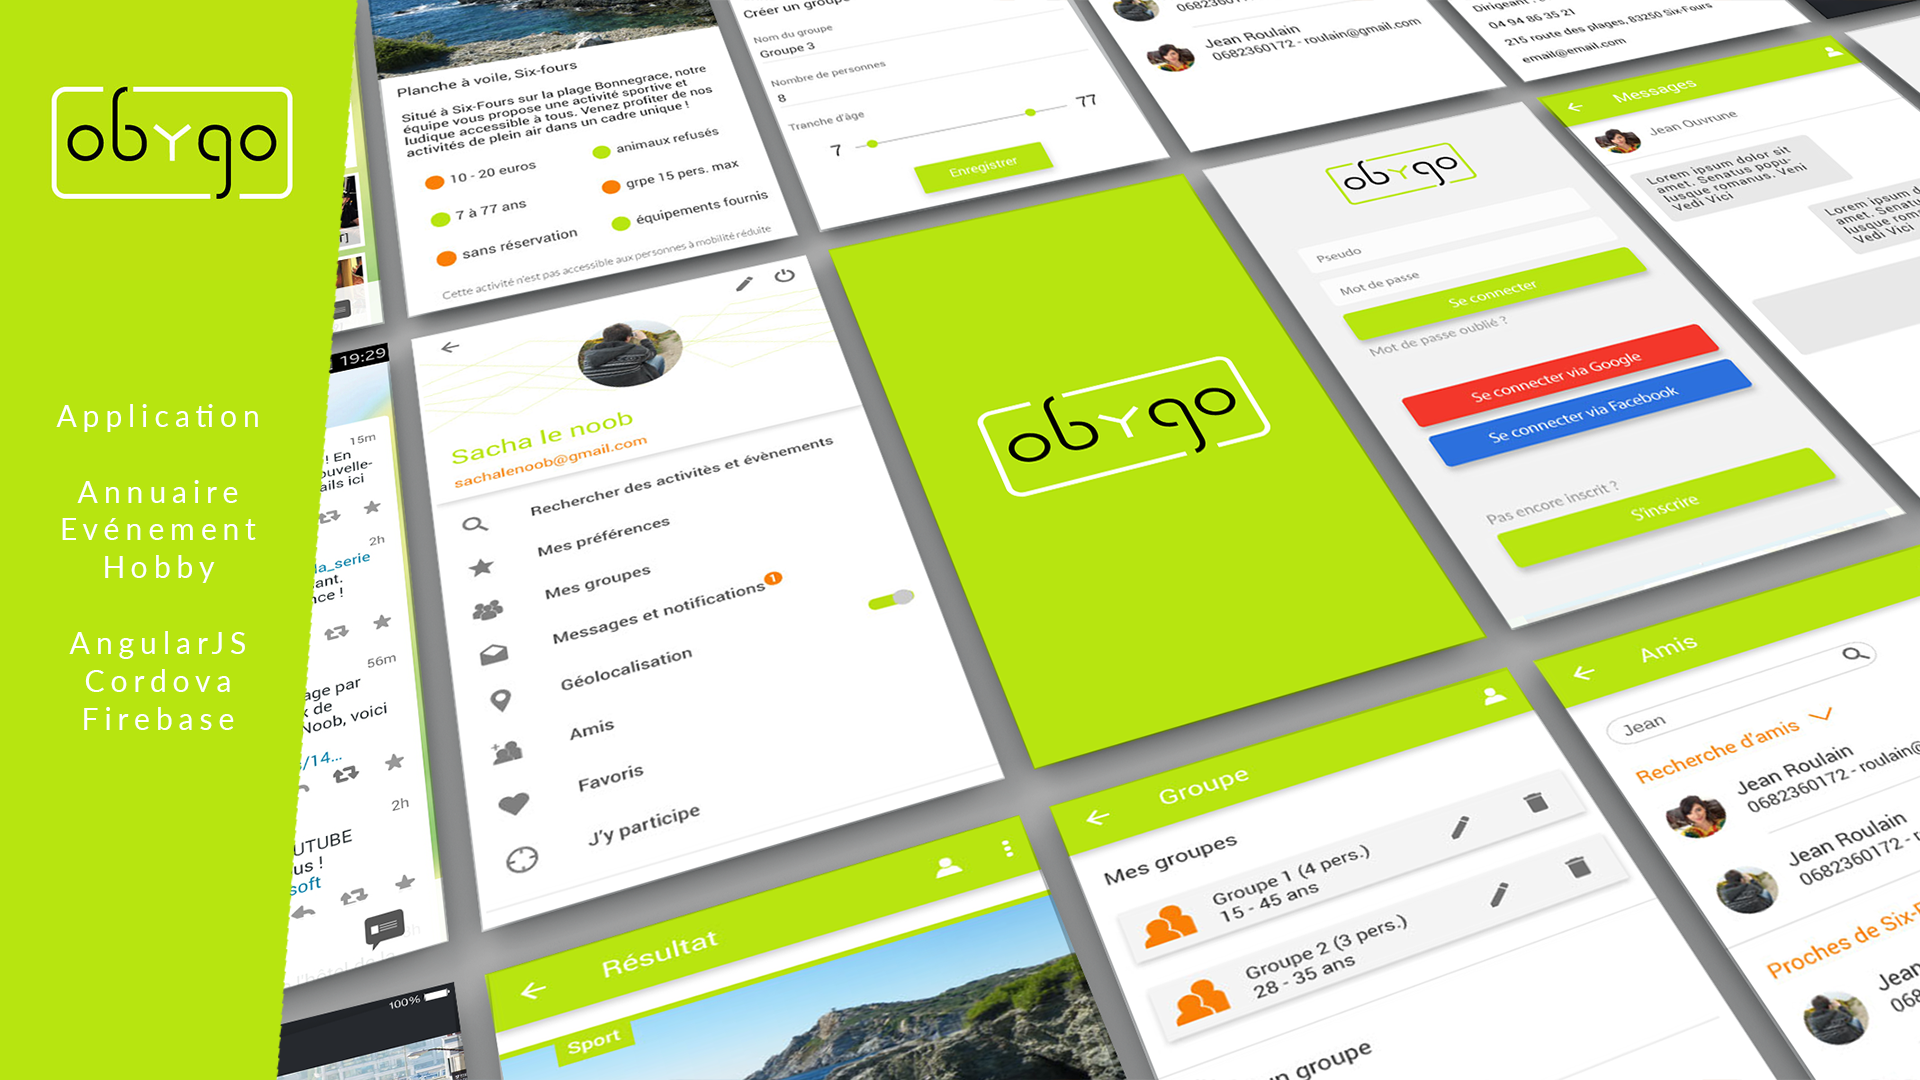 obygo
Application
Annuaire
Evénement
Hobby
AngularJS
Cordova
Firebase
Planche à voile, Six-fours
Situé à Six-Fours sur la plage Bonnegrace, notre
équipe vous propose une activité sportive et
ludique accessible à tous. Venez profiter de nos
activités de plein air dans un cadre unique !
10 - 20 euros
animaux refusés
7 à 77 ans
grpe 15 pers. max
sans réservation
équipements fournis
Cette activité n'est pas accessible aux personnes à mobilité réduite
Créer un groupe
Nom du groupe
Groupe 3
Nombre de personnes
8
Tranche d'âge
7
77
Enregistrer
Jean Roulain
0682360172 - roulain@gmail.com
Dirigeant :
04 94 86 35 21
215 route des plages, 83250 Six-Fours
email@email.com
Messages
Jean Ouvrune
Lorem ipsum dolor sit
amet. Senatus popu-
lusque romanus. Veni
Vedi Vici
Lorem ipsum d
amet. Senatu
lusque roma
Vedi Vici
19:29
15m
! En
ouvelle-
ails ici
2h
la_serie
ant.
nce !
56m
age par
k de
Noob, voici
s/14...
2h
UTUBE
us !
soft
100%
Sacha le noob
sachalenoob@gmail.com
Rechercher des activitès et évènements
Mes préférences
Mes groupes
Messages et notifications 1
Géolocalisation
Amis
Favoris
J'y participe
obygo
obygo
Pseudo
Mot de passe
Se connecter
Mot de passe oublié ?
Se connecter via Google
Se connecter via Facebook
Pas encore inscrit ?
S'inscrire
Résultat
Sport
Groupe
Mes groupes
Groupe 1 (4 pers.)
15 - 45 ans
Groupe 2 (3 pers.)
28 - 35 ans
un groupe
Amis
Jean
Recherche d'amis
Jean Roulain
0682360172 - roulain@
Jean Roulain
0682360172 - r
Proches de Six-F
Jean
068